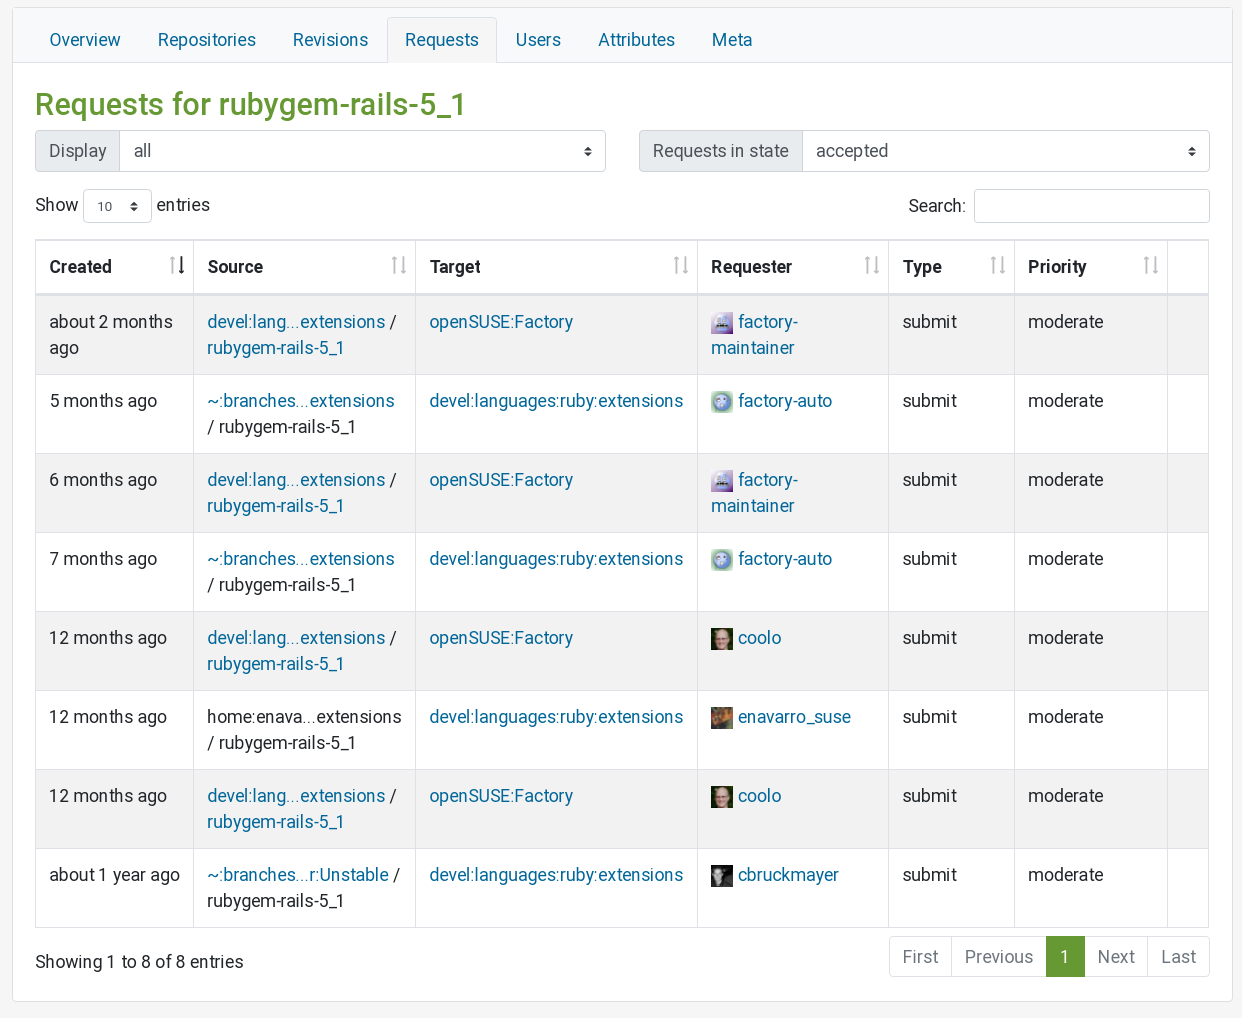 Overview Repositories Revisions Requests Users Attributes Meta
Requests for rubygem-rails-5_1
Display all Requests in state accepted
Show 10 entries Search:
Created Source Target Requester Type Priority
about 2 months devel:lang...extensions / openSUSE:Factory factory- submit moderate
ago rubygem-rails-5_1 maintainer
5 months ago ~:branches...extensions devel:languages:ruby:extensions factory-auto submit moderate
/ rubygem-rails-5_1
6 months ago devel:lang...extensions / openSUSE:Factory factory- submit moderate
rubygem-rails-5_1 maintainer
7 months ago ~:branches...extensions devel:languages:ruby:extensions factory-auto submit moderate
/ rubygem-rails-5_1
12 months ago devel:lang...extensions / openSUSE:Factory coolo submit moderate
rubygem-rails-5_1
12 months ago home:enava...extensions devel:languages:ruby:extensions enavarro_suse submit moderate
/ rubygem-rails-5_1
12 months ago devel:lang...extensions / openSUSE:Factory coolo submit moderate
rubygem-rails-5_1
about 1 year ago ~:branches...r:Unstable / devel:languages:ruby:extensions cbruckmayer submit moderate
rubygem-rails-5_1
Showing 1 to 8 of 8 entries First Previous 1 Next Last